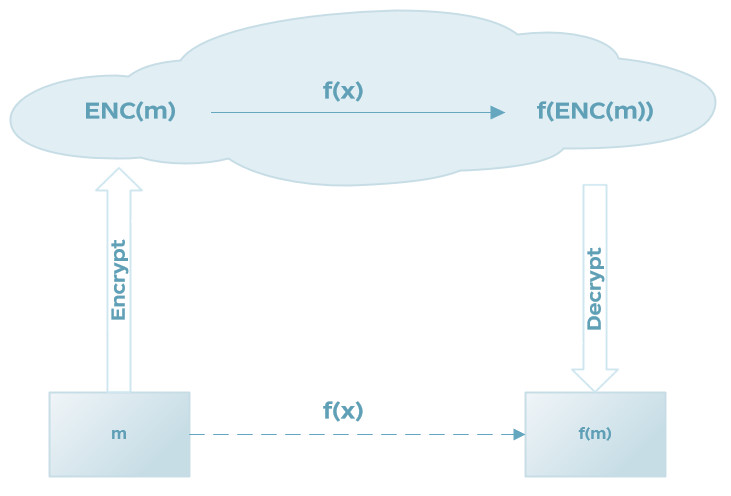 f(x)
ENC(m)
f(ENC(m))
Encrypt
Decrypt
f(x)
m
f(m)